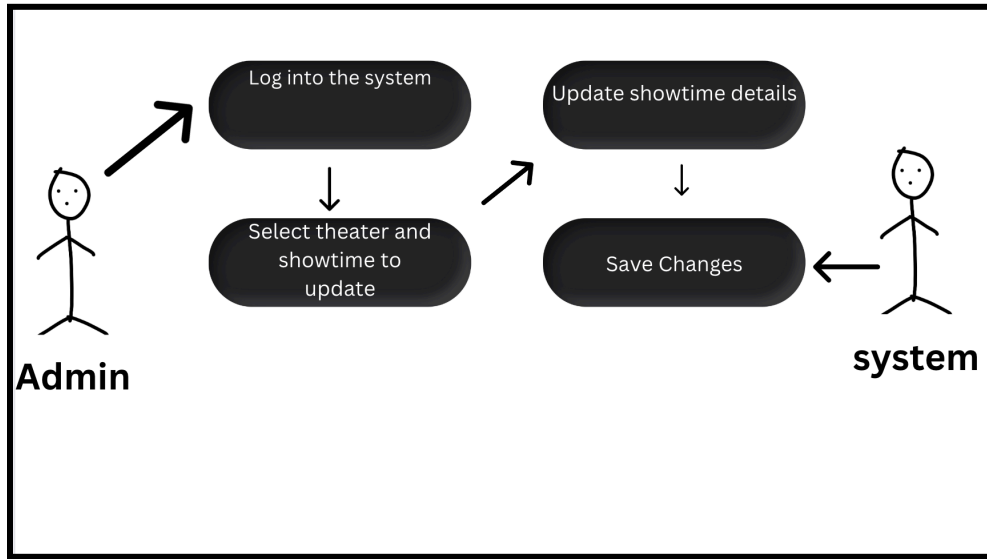 Log into the system
Select theater and
showtime to
update
Update showtime details
Save Changes
Admin
system